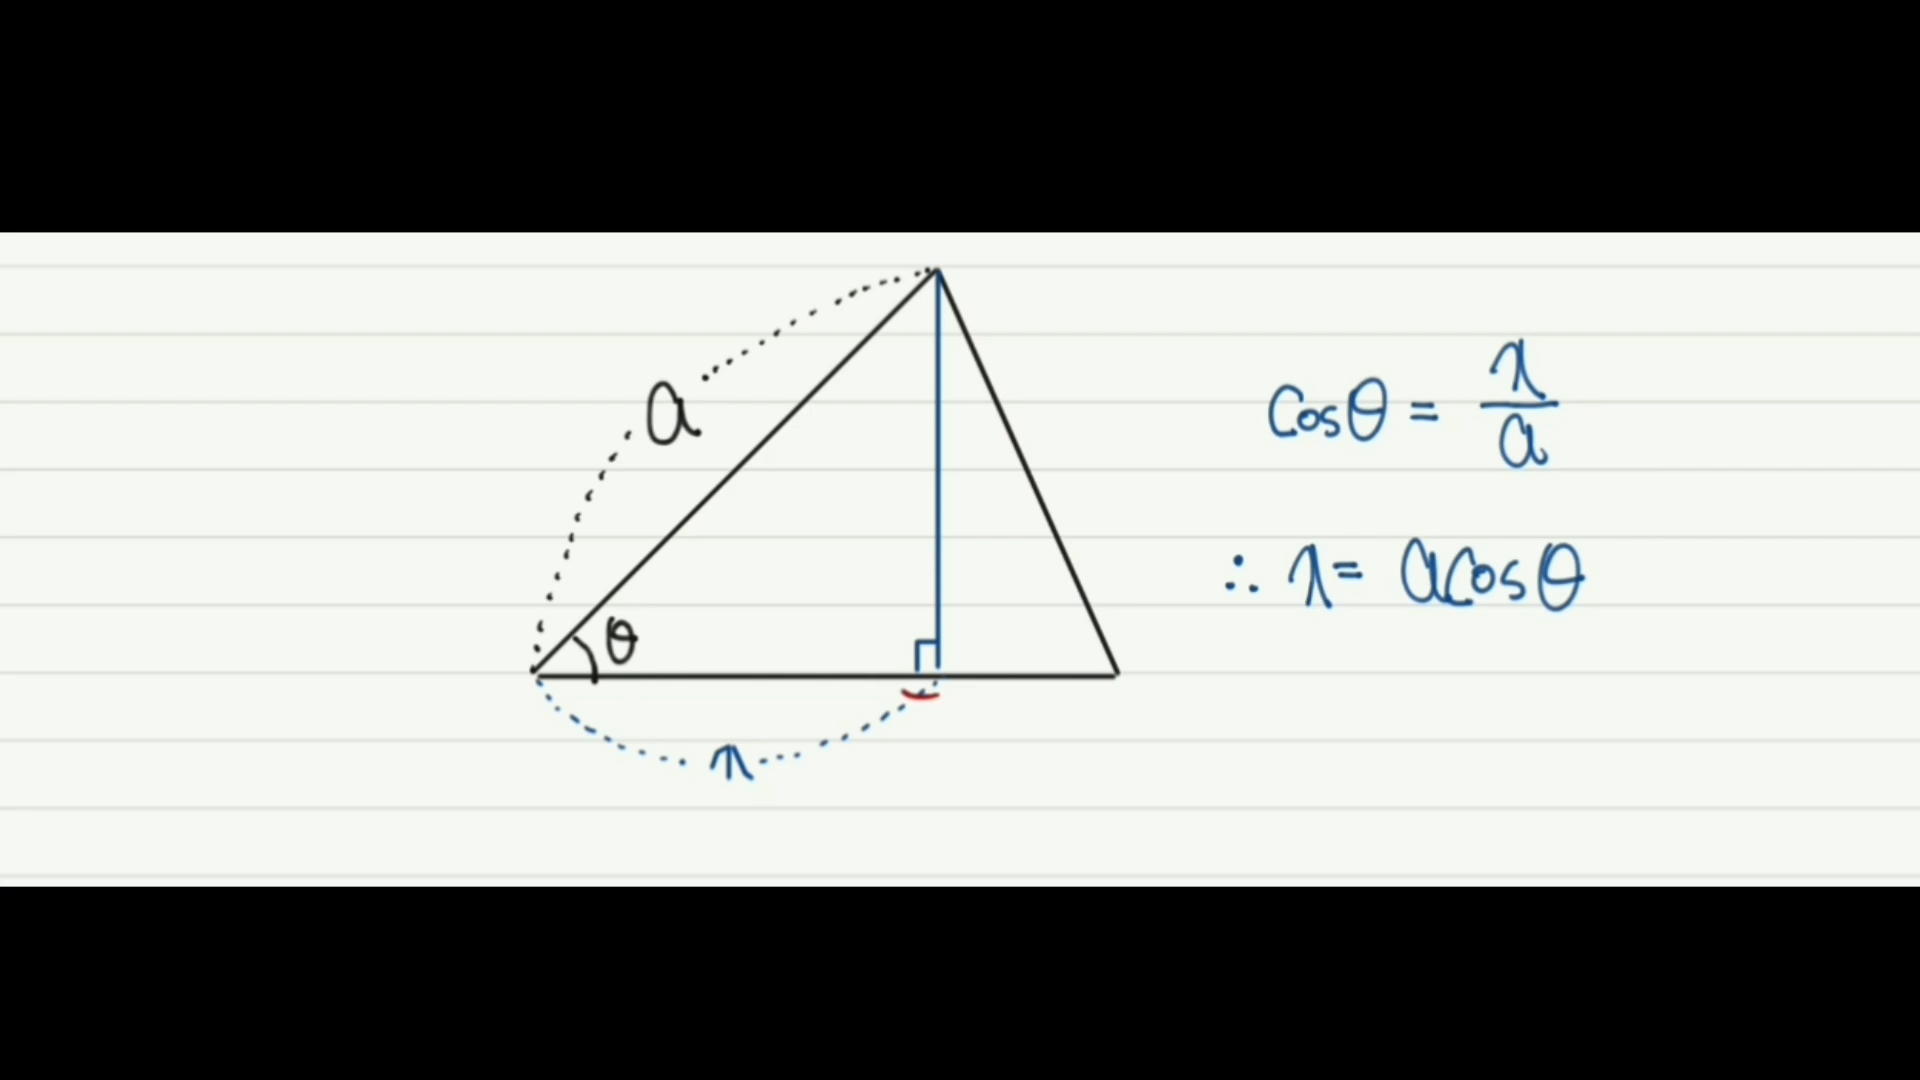 a
θ
x
cosθ = x/a
∴ x = acosθ